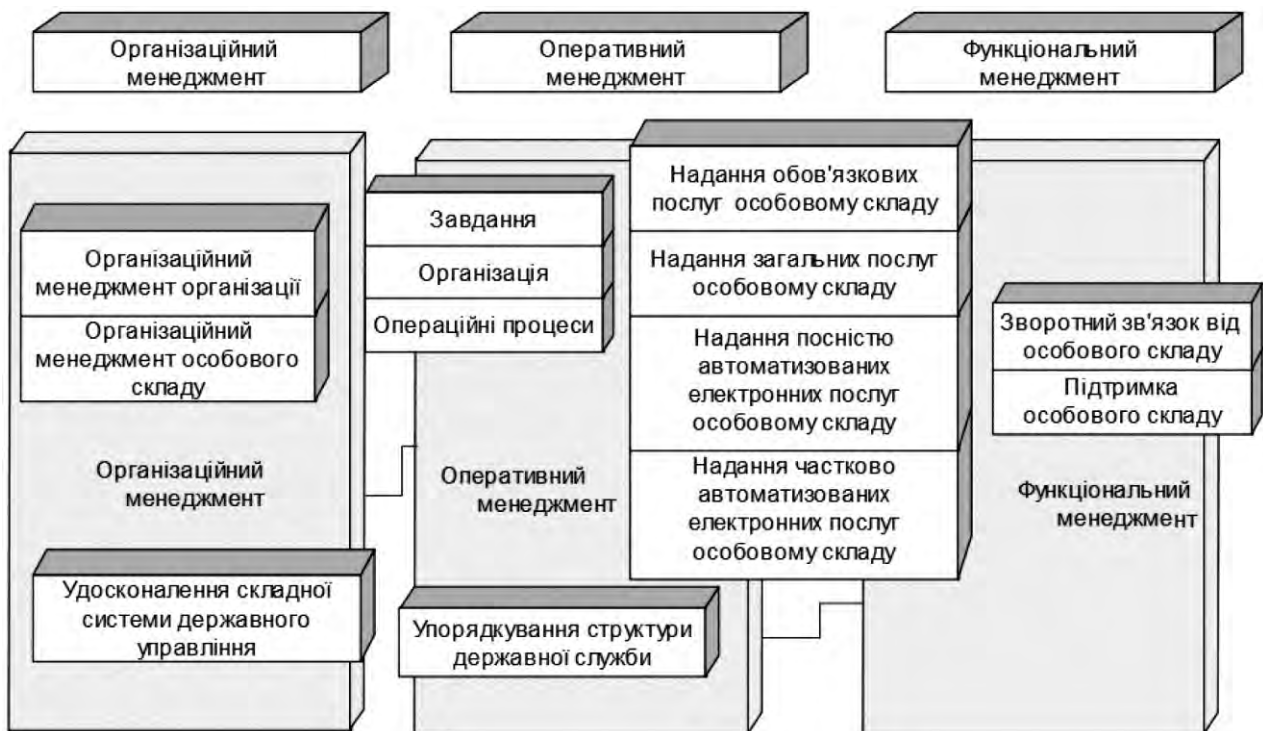 Організаційний
менеджмент
Оперативний
менеджмент
Функціональний
менеджмент
Організаційний
менеджмент організації
Організаційний
менеджмент особового
складу
Організаційний
менеджмент
Удосконалення складної
системи державного
управління
Завдання
Організація
Операційні процеси
Оперативний
менеджмент
Упорядкування структури
державної служби
Надання обов'язкових
послуг особовому складу
Надання загальних послуг
особовому складу
Надання посністю
автоматизованих
електронних послуг
особовому складу
Надання частково
автоматизованих
електронних послуг
особовому складу
Зворотний зв'язок від
особового складу
Підтримка
особового складу
Функціональний
менеджмент